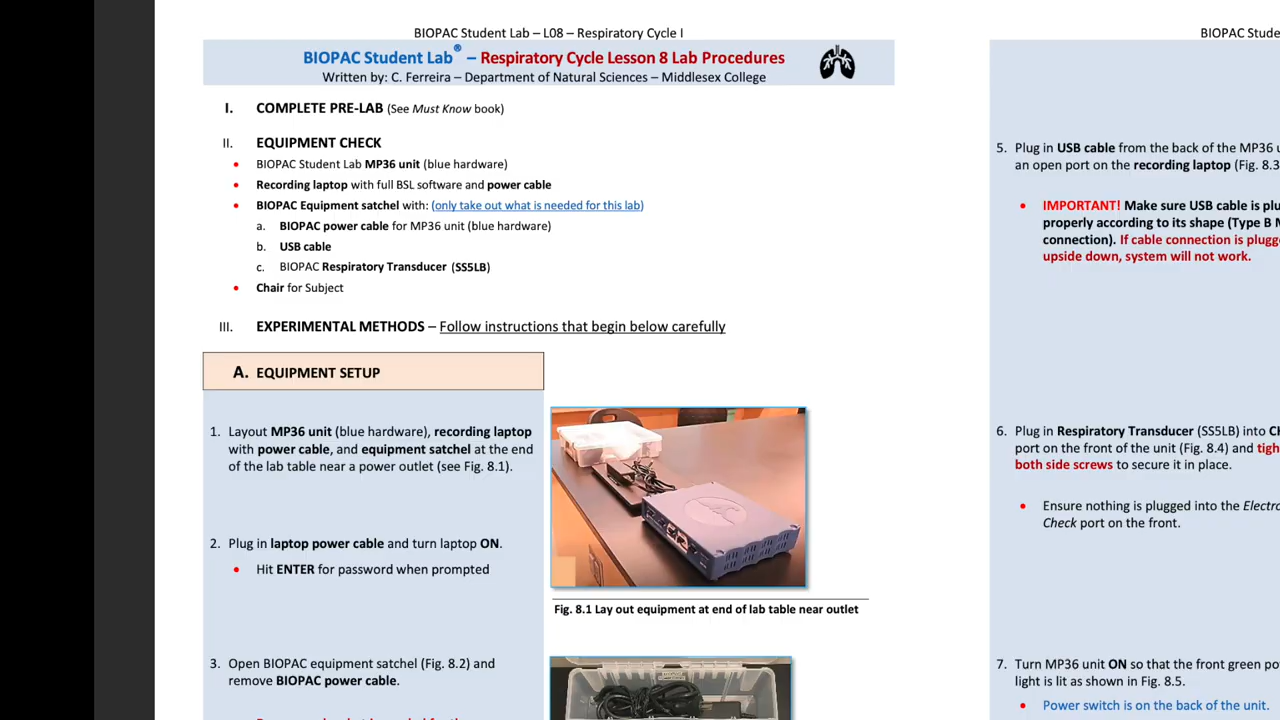 BIOPAC Student Lab – L08 – Respiratory Cycle I
BIOPAC Student Lab® – Respiratory Cycle Lesson 8 Lab Procedures
Written by: C. Ferreira – Department of Natural Sciences – Middlesex College
I. COMPLETE PRE-LAB (See Must Know book)
II. EQUIPMENT CHECK
• BIOPAC Student Lab MP36 unit (blue hardware)
• Recording laptop with full BSL software and power cable
• BIOPAC Equipment satchel with: (only take out what is needed for this lab)
a. BIOPAC power cable for MP36 unit (blue hardware)
b. USB cable
c. BIOPAC Respiratory Transducer (SS5LB)
• Chair for Subject
III. EXPERIMENTAL METHODS – Follow instructions that begin below carefully
A. EQUIPMENT SETUP
1. Layout MP36 unit (blue hardware), recording laptop
with power cable, and equipment satchel at the end
of the lab table near a power outlet (see Fig. 8.1).
2. Plug in laptop power cable and turn laptop ON.
• Hit ENTER for password when prompted
Fig. 8.1 Lay out equipment at end of lab table near outlet
3. Open BIOPAC equipment satchel (Fig. 8.2) and
remove BIOPAC power cable.
BIOPAC Stude
5. Plug in USB cable from the back of the MP36 u
an open port on the recording laptop (Fig. 8.3
• IMPORTANT! Make sure USB cable is plu
properly according to its shape (Type B M
connection). If cable connection is plugge
upside down, system will not work.
6. Plug in Respiratory Transducer (SS5LB) into CH
port on the front of the unit (Fig. 8.4) and tigh
both side screws to secure it in place.
• Ensure nothing is plugged into the Electro
Check port on the front.
7. Turn MP36 unit ON so that the front green po
light is lit as shown in Fig. 8.5.
• Power switch is on the back of the unit.